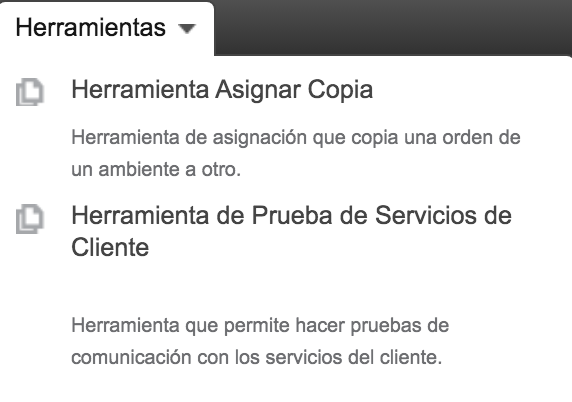 Herramientas
Herramienta Asignar Copia
Herramienta de asignación que copia una orden de
un ambiente a otro.
Herramienta de Prueba de Servicios de
Cliente
Herramienta que permite hacer pruebas de
comunicación con los servicios del cliente.